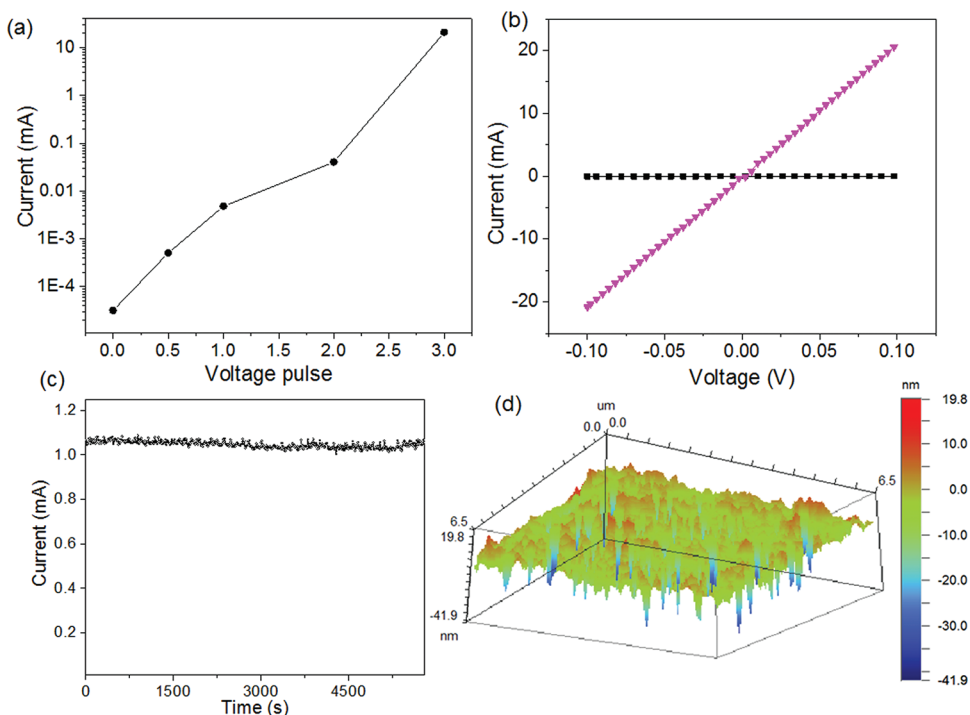 (a)
10
1
0.1
0.01
1E-3
1E-4
Current (mA)
0.0 0.5 1.0 2.0 3.0
Voltage pulse
(b)
20
10
0
-10
-20
Current (mA)
-0.10 -0.05 0.00 0.05 0.10
Voltage (V)
(c)
1.2
1.0
0.8
0.6
0.4
0.2
Current (mA)
0 1500 3000 4500
Time (s)
(d)
um
0.0 0.0
6.5
6.5
19.8
-41.9
nm
nm
19.8
10.0
0.0
-10.0
-20.0
-30.0
-41.9